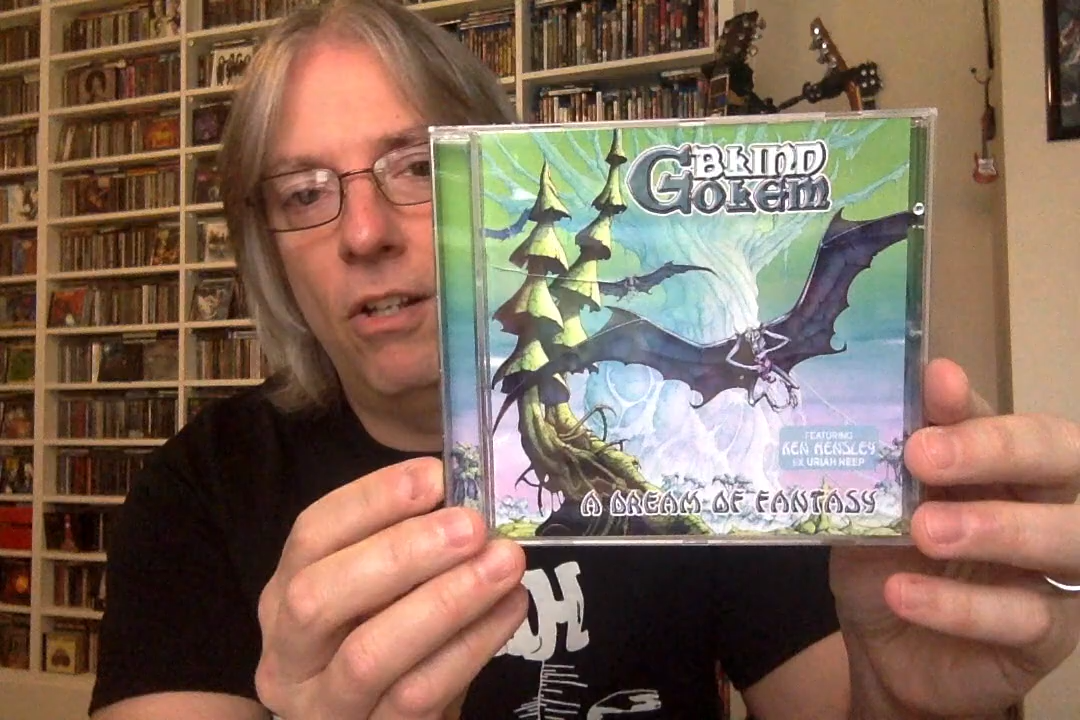 BLIND
GOLEM
FEATURING
KEN HENSLEY
EX URIAH HEEP
A DREAM OF FANTASY